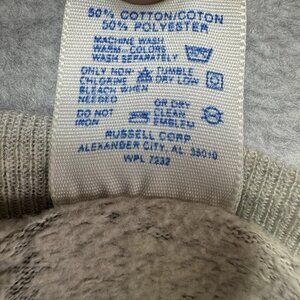 50% COTTON/COTON
50% POLYESTER
MACHINE WASH
WARM - COLORS
WASH SEPARATELY
ONLY NON- TUMBLE
CHLORINE DRY LOW
BLEACH WHEN
NEEDED OR DRY
DO NOT CLEAN
IRON EMBLEM
RUSSELL CORP
ALEXANDER CITY, AL. 35010
WPL 7232